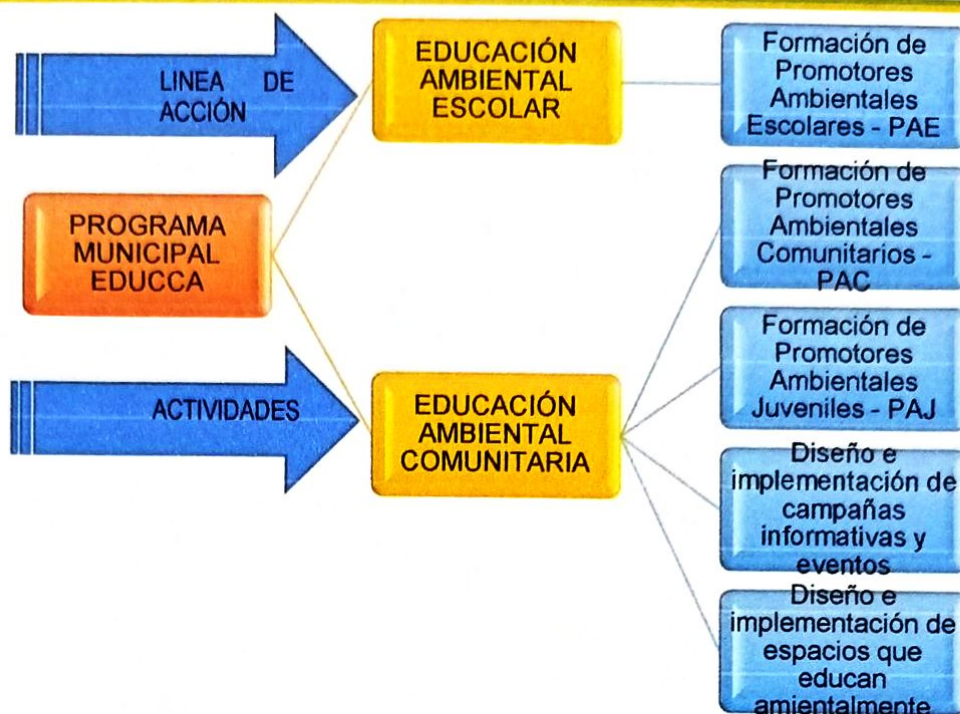 LINEA DE
ACCIÓN
EDUCACIÓN
AMBIENTAL
ESCOLAR
Formación de
Promotores
Ambientales
Escolares - PAE
PROGRAMA
MUNICIPAL
EDUCCA
Formación de
Promotores
Ambientales
Comunitarios -
PAC
Formación de
Promotores
Ambientales
Juveniles - PAJ
ACTIVIDADES
EDUCACIÓN
AMBIENTAL
COMUNITARIA
Diseño e
implementación de
campañas
informativas y
eventos
Diseño e
implementación de
espacios que
educan
amientalmente